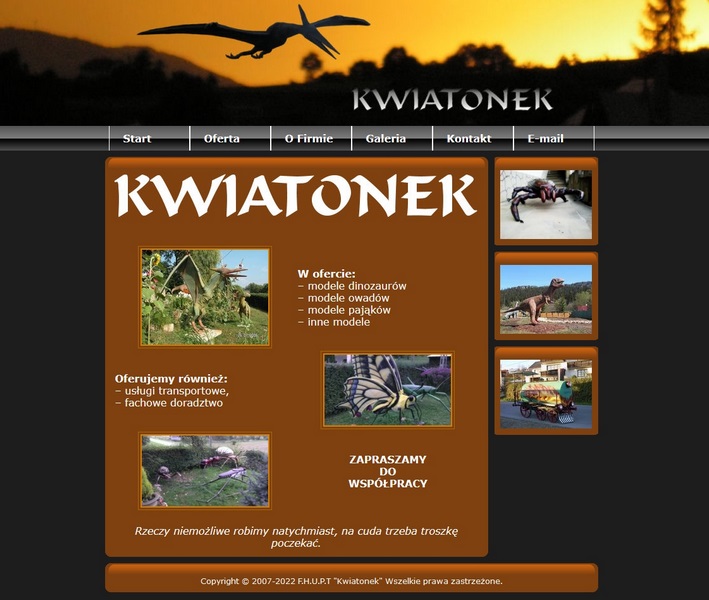 KWIATONEK
Start Oferta O Firmie Galeria Kontakt E-mail
KWIATONEK
W ofercie:
– modele dinozaurów
– modele owadów
– modele pająków
– inne modele
Oferujemy również:
– usługi transportowe,
– fachowe doradztwo
ZAPRASZAMY
DO
WSPÓŁPRACY
Rzeczy niemożliwe robimy natychmiast, na cuda trzeba troszkę
poczekać.
Copyright © 2007-2022 F.H.U.P.T "Kwiatonek" Wszelkie prawa zastrzeżone.